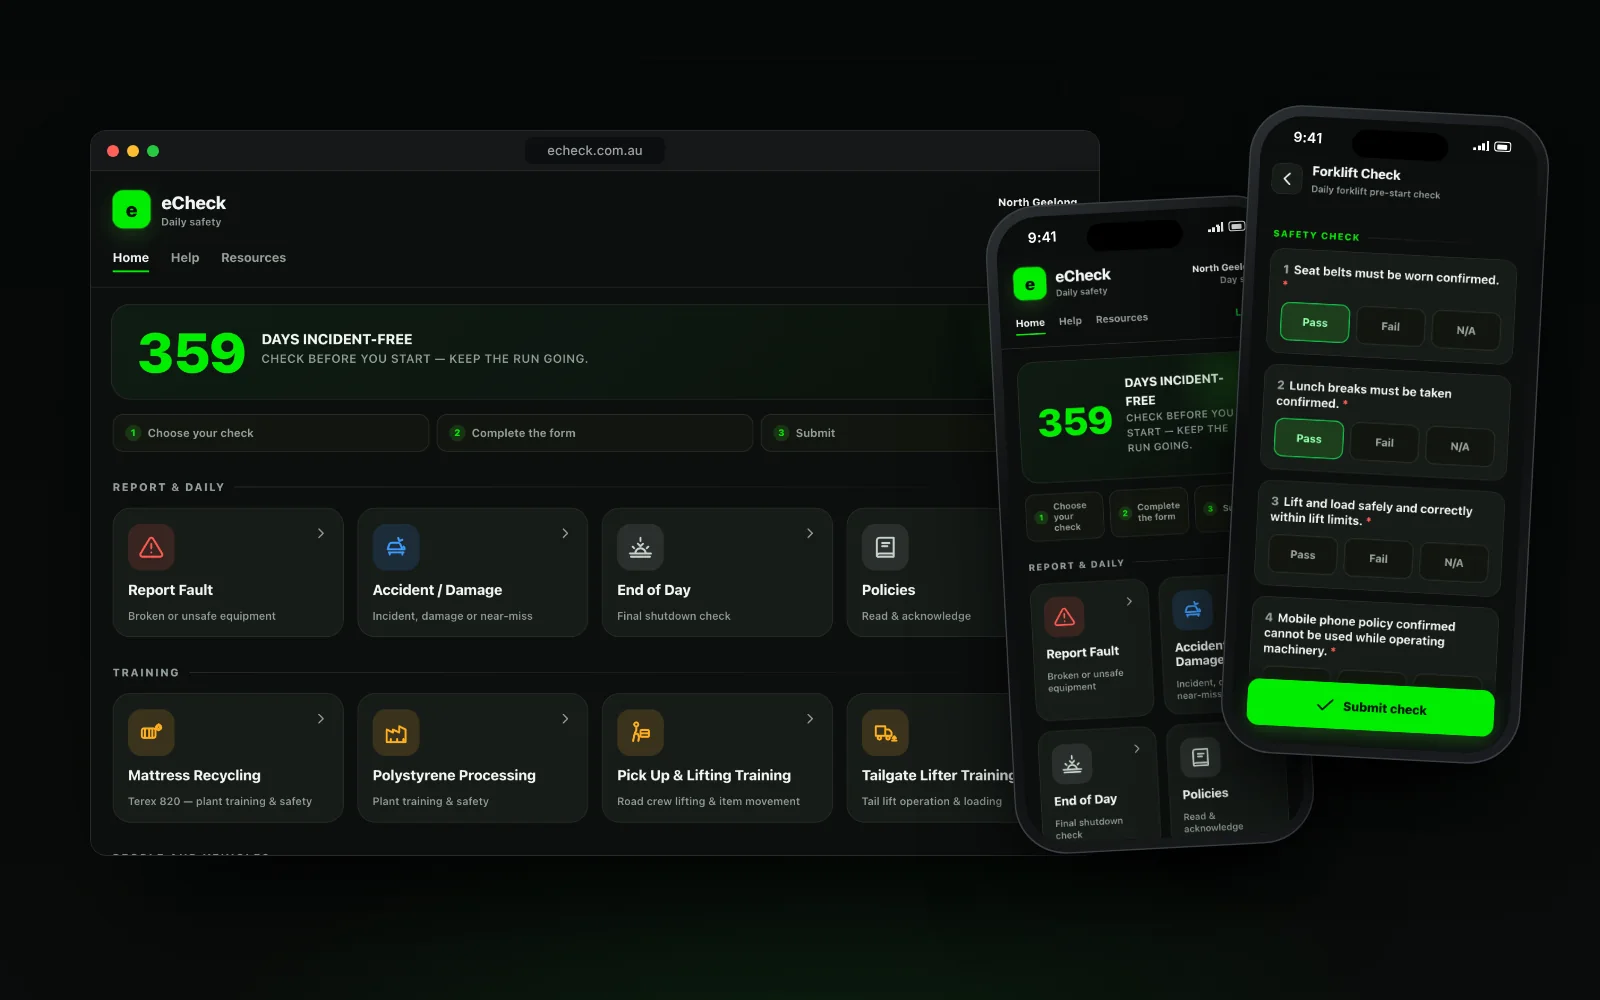 echeck.com.au
e
eCheck
Daily safety
North Geelong
Home
Help
Resources
359
DAYS INCIDENT-FREE
CHECK BEFORE YOU START — KEEP THE RUN GOING.
1 Choose your check
2 Complete the form
3 Submit
REPORT & DAILY
Report Fault
Broken or unsafe equipment
Accident / Damage
Incident, damage or near-miss
End of Day
Final shutdown check
Policies
Read & acknowledge
TRAINING
Mattress Recycling
Terex 820 — plant training & safety
Polystyrene Processing
Plant training & safety
Pick Up & Lifting Training
Road crew lifting & item movement
Tailgate Lifter Training
Tail lift operation & loading
9:41
e
eCheck
Daily safety
North Geel
Day s
Home
Help
Resources
L
359
DAYS INCIDENT-
FREE
CHECK BEFORE YOU
START — KEEP THE
RUN GOING.
1
Choose
your
check
2
Complete
the form
3
Su
REPORT & DAILY
Report Fault
Broken or unsafe
equipment
Accident
Damage
Incident,
near-miss
End of Day
Final shutdown
check
Policies
Read &
acknowledge
9:41
Forklift Check
Daily forklift pre-start check
SAFETY CHECK
1 Seat belts must be worn confirmed.
*
Pass
Fail
N/A
2 Lunch breaks must be taken
confirmed. *
Pass
Fail
N/A
3 Lift and load safely and correctly
within lift limits. *
Pass
Fail
N/A
4 Mobile phone policy confirmed
cannot be used while operating
machinery. *
Submit check